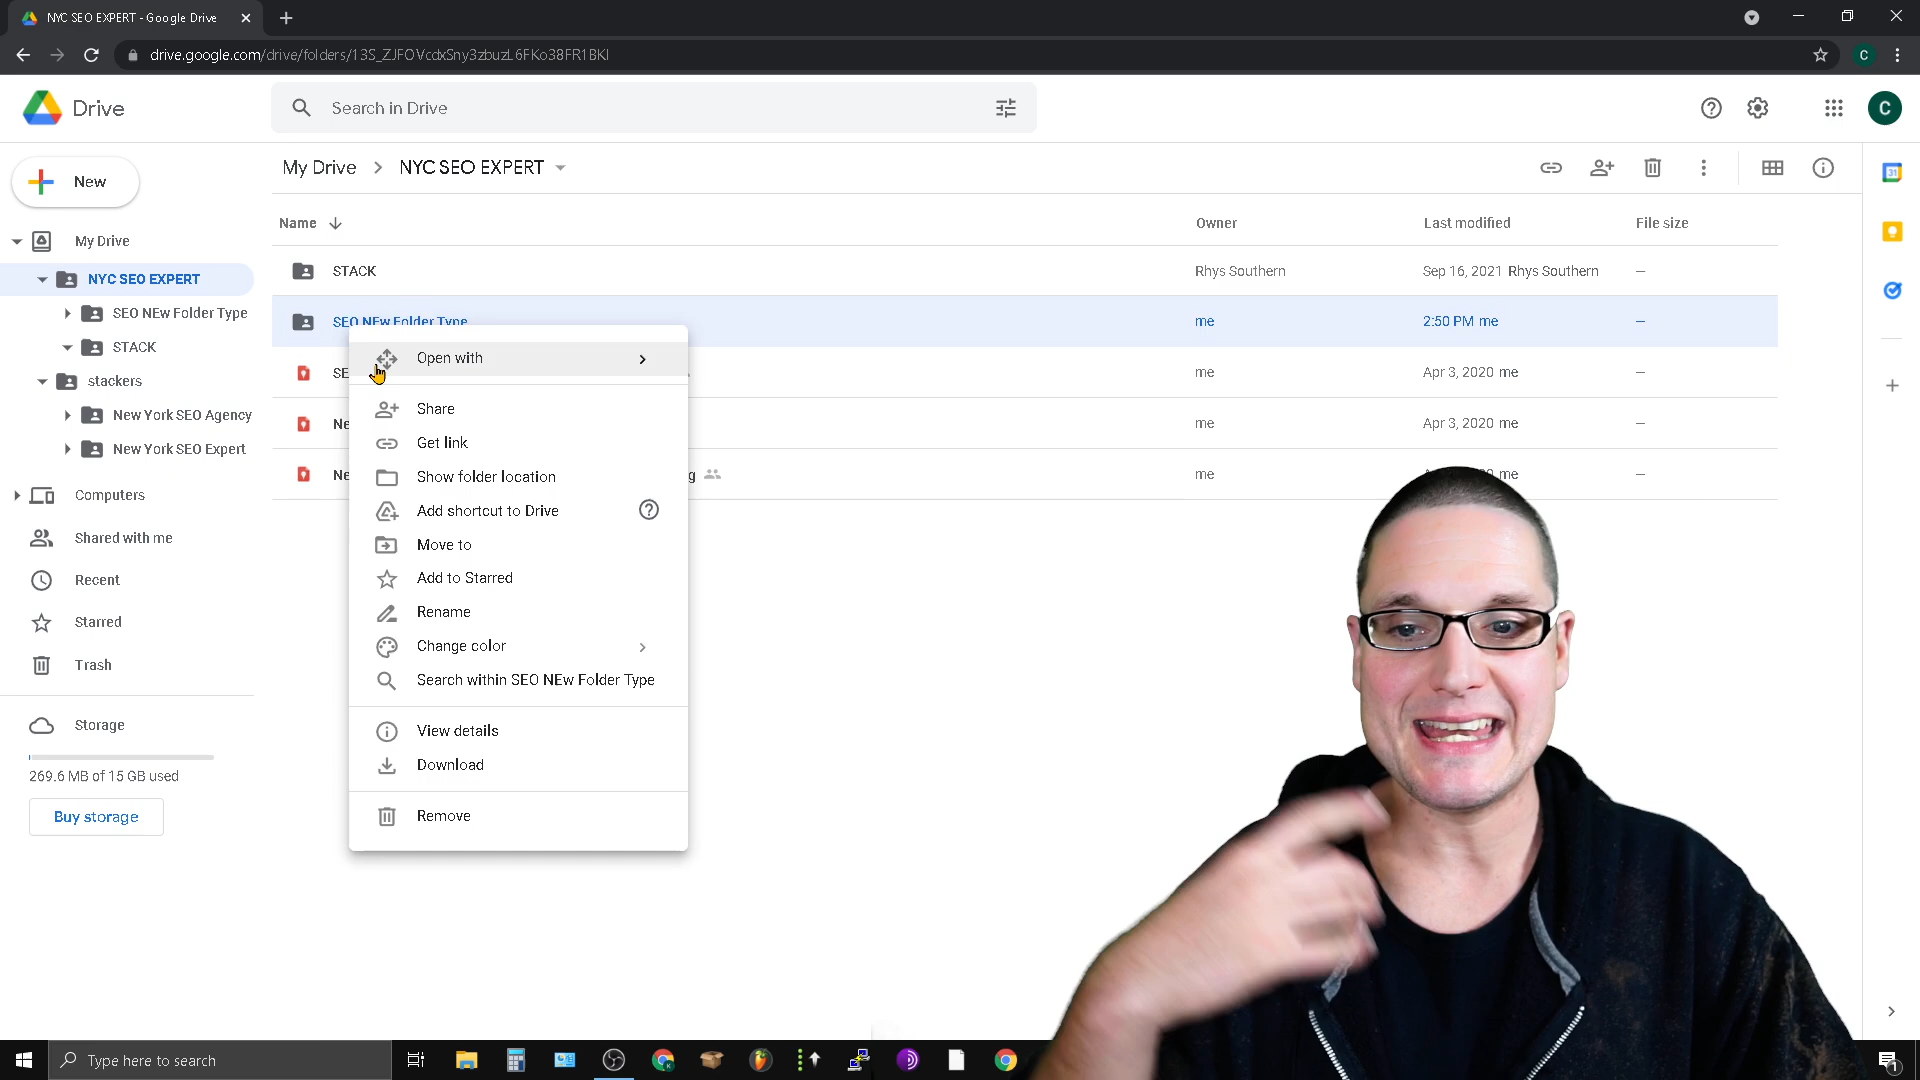 NYC SEO EXPERT - Google Drive
drive.google.com/drive/folders/13S_ZJFOVcdxSny3zbuzL6FKo38FR1BKl
C
Drive
Search in Drive
C
New
My Drive
NYC SEO EXPERT
SEO NEw Folder Type
STACK
stackers
New York SEO Agency
New York SEO Expert
Computers
Shared with me
Recent
Starred
Trash
Storage
269.6 MB of 15 GB used
Buy storage
My Drive > NYC SEO EXPERT
Name Owner Last modified File size
STACK Rhys Southern Sep 16, 2021 Rhys Southern –
SEO NEw Folder Type me 2:50 PM me –
SE me Apr 3, 2020 me –
Ne me Apr 3, 2020 me –
Ne g me me –
Open with
Share
Get link
Show folder location
Add shortcut to Drive
Move to
Add to Starred
Rename
Change color
Search within SEO NEw Folder Type
View details
Download
Remove
31
Type here to search
1